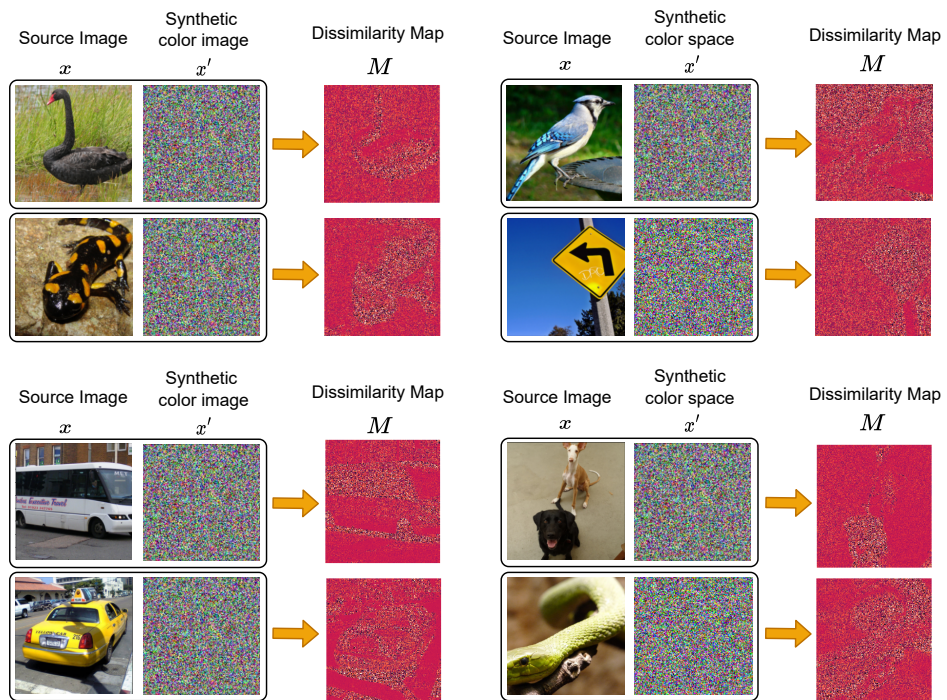 Source Image
Synthetic
color image
Dissimilarity Map
x
x′
M
Source Image
Synthetic
color space
Dissimilarity Map
x
x′
M
Source Image
Synthetic
color image
Dissimilarity Map
x
x′
M
Source Image
Synthetic
color space
Dissimilarity Map
x
x′
M